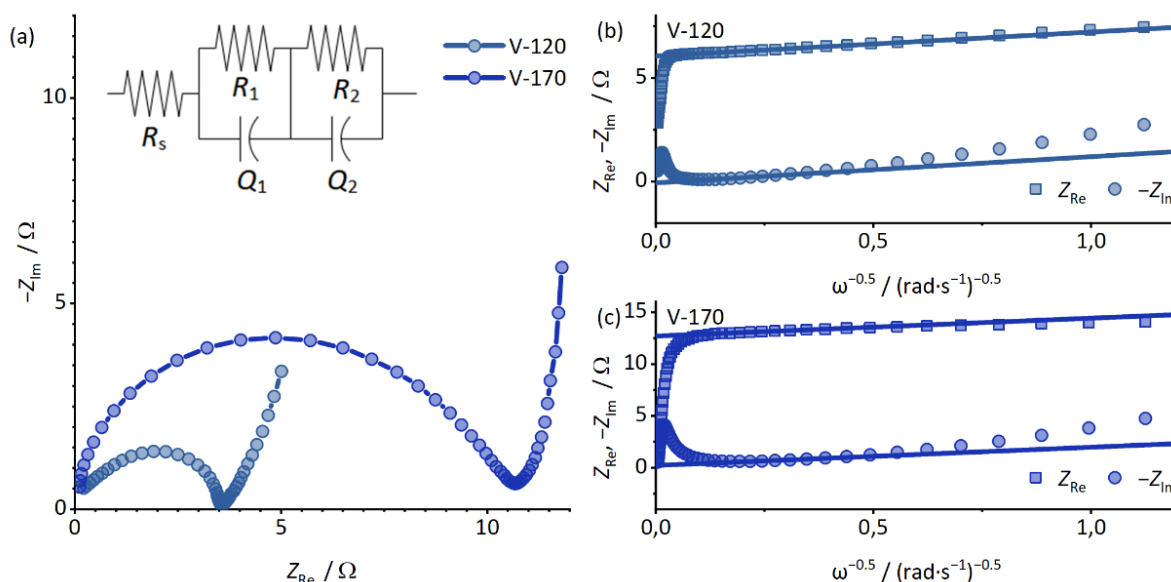 (a)
10
5
0
0
5
10
−Z_Im / Ω
Z_Re / Ω
R_s
R_1
R_2
Q_1
Q_2
V-120
V-170
(b)
V-120
5
0
0,0
0,5
1,0
Z_Re, −Z_Im / Ω
Z_Re
−Z_Im
ω^−0.5 / (rad·s^−1)^−0.5
(c)
V-170
15
10
5
0
0,0
0,5
1,0
Z_Re, −Z_Im / Ω
Z_Re
−Z_Im
ω^−0.5 / (rad·s^−1)^−0.5